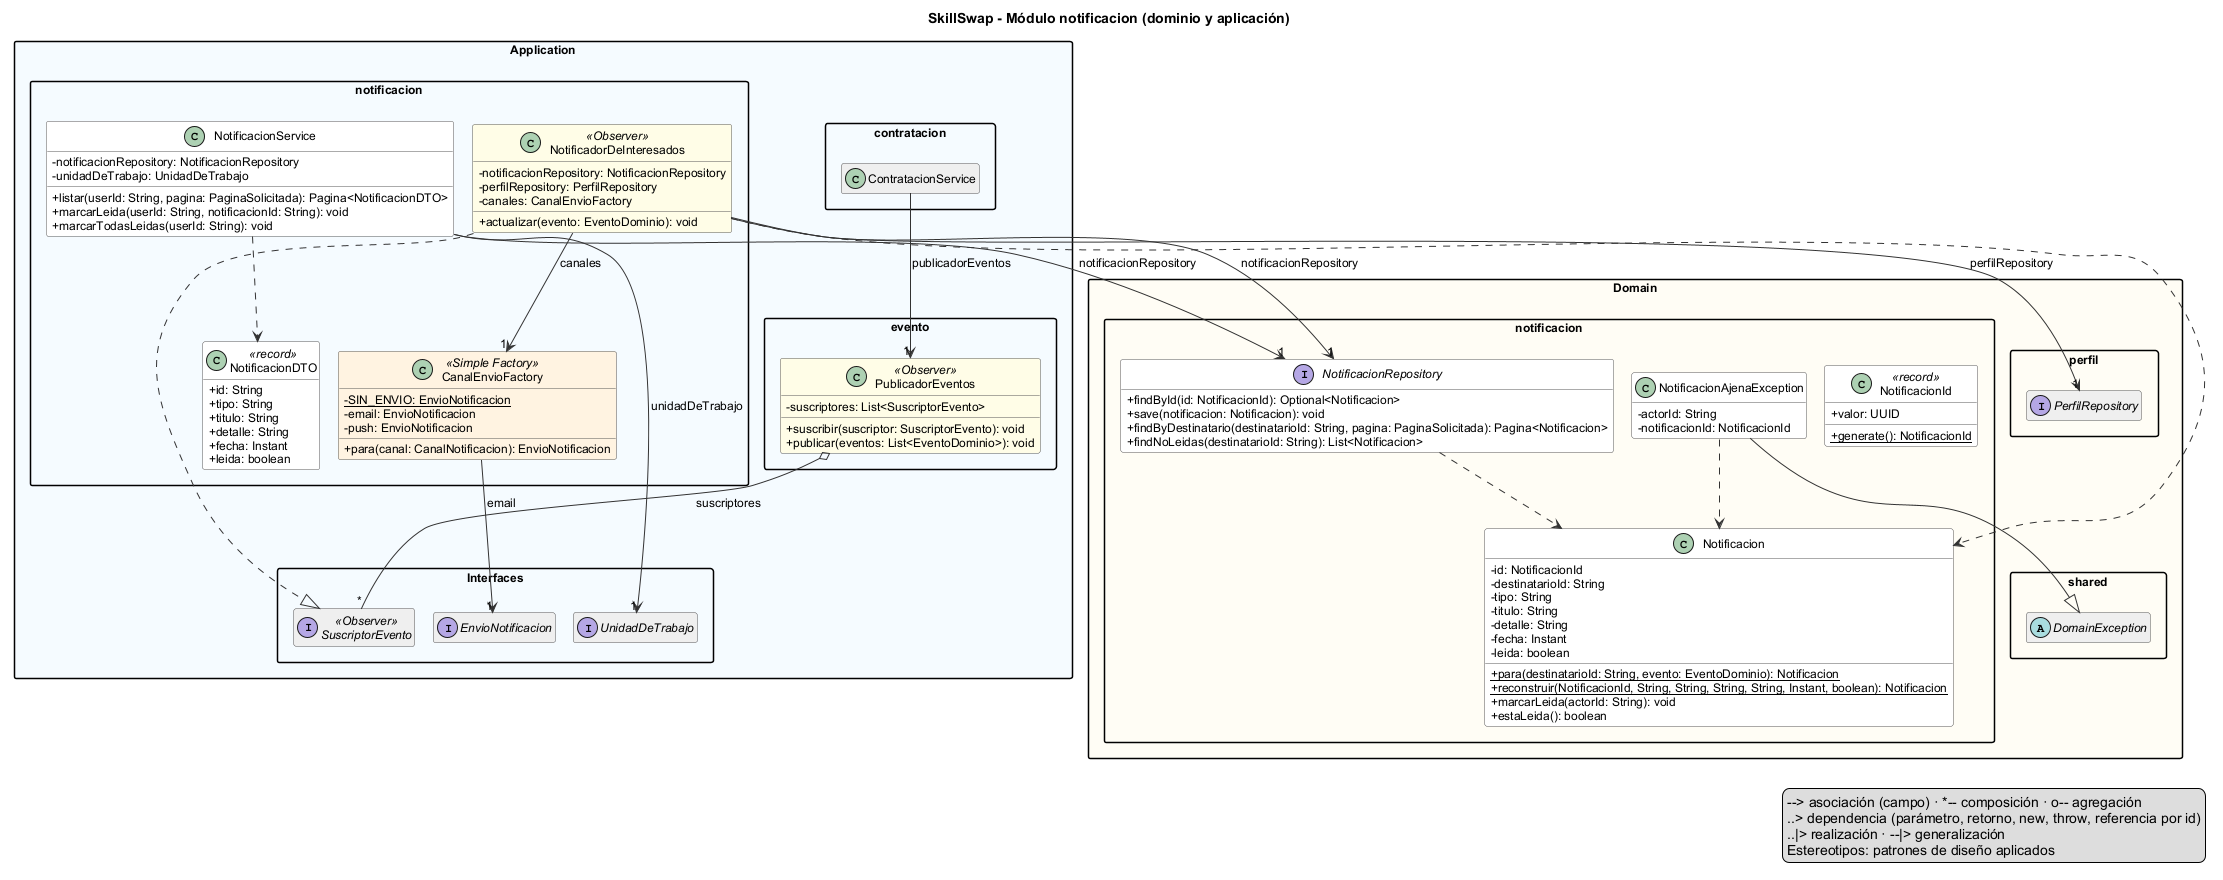 SkillSwap - Módulo notificacion (dominio y aplicación)
Application
notificacion
NotificacionService
-notificacionRepository: NotificacionRepository
-unidadDeTrabajo: UnidadDeTrabajo
+listar(userId: String, pagina: PaginaSolicitada): Pagina<NotificacionDTO>
+marcarLeida(userId: String, notificacionId: String): void
+marcarTodasLeidas(userId: String): void
«Observer»
NotificadorDeInteresados
-notificacionRepository: NotificacionRepository
-perfilRepository: PerfilRepository
-canales: CanalEnvioFactory
+actualizar(evento: EventoDominio): void
contratacion
ContratacionService
canales
publicadorEventos
notificacionRepository
notificacionRepository
perfilRepository
«record»
NotificacionDTO
+id: String
+tipo: String
+titulo: String
+detalle: String
+fecha: Instant
+leida: boolean
1
«Simple Factory»
CanalEnvioFactory
-SIN_ENVIO: EnvioNotificacion
-email: EnvioNotificacion
-push: EnvioNotificacion
+para(canal: CanalNotificacion): EnvioNotificacion
unidadDeTrabajo
evento
1
«Observer»
PublicadorEventos
-suscriptores: List<SuscriptorEvento>
+suscribir(suscriptor: SuscriptorEvento): void
+publicar(eventos: List<EventoDominio>): void
email
suscriptores
Interfaces
*
«Observer»
SuscriptorEvento
1
EnvioNotificacion
1
UnidadDeTrabajo
Domain
notificacion
1
1
NotificacionRepository
+findById(id: NotificacionId): Optional<Notificacion>
+save(notificacion: Notificacion): void
+findByDestinatario(destinatarioId: String, pagina: PaginaSolicitada): Pagina<Notificacion>
+findNoLeidas(destinatarioId: String): List<Notificacion>
NotificacionAjenaException
-actorId: String
-notificacionId: NotificacionId
«record»
NotificacionId
+valor: UUID
+generate(): NotificacionId
perfil
1
PerfilRepository
Notificacion
-id: NotificacionId
-destinatarioId: String
-tipo: String
-titulo: String
-detalle: String
-fecha: Instant
-leida: boolean
+para(destinatarioId: String, evento: EventoDominio): Notificacion
+reconstruir(NotificacionId, String, String, String, String, Instant, boolean): Notificacion
+marcarLeida(actorId: String): void
+estaLeida(): boolean
shared
DomainException
--> asociación (campo) · *-- composición · o-- agregación
..> dependencia (parámetro, retorno, new, throw, referencia por id)
..|> realización · --|> generalización
Estereotipos: patrones de diseño aplicados